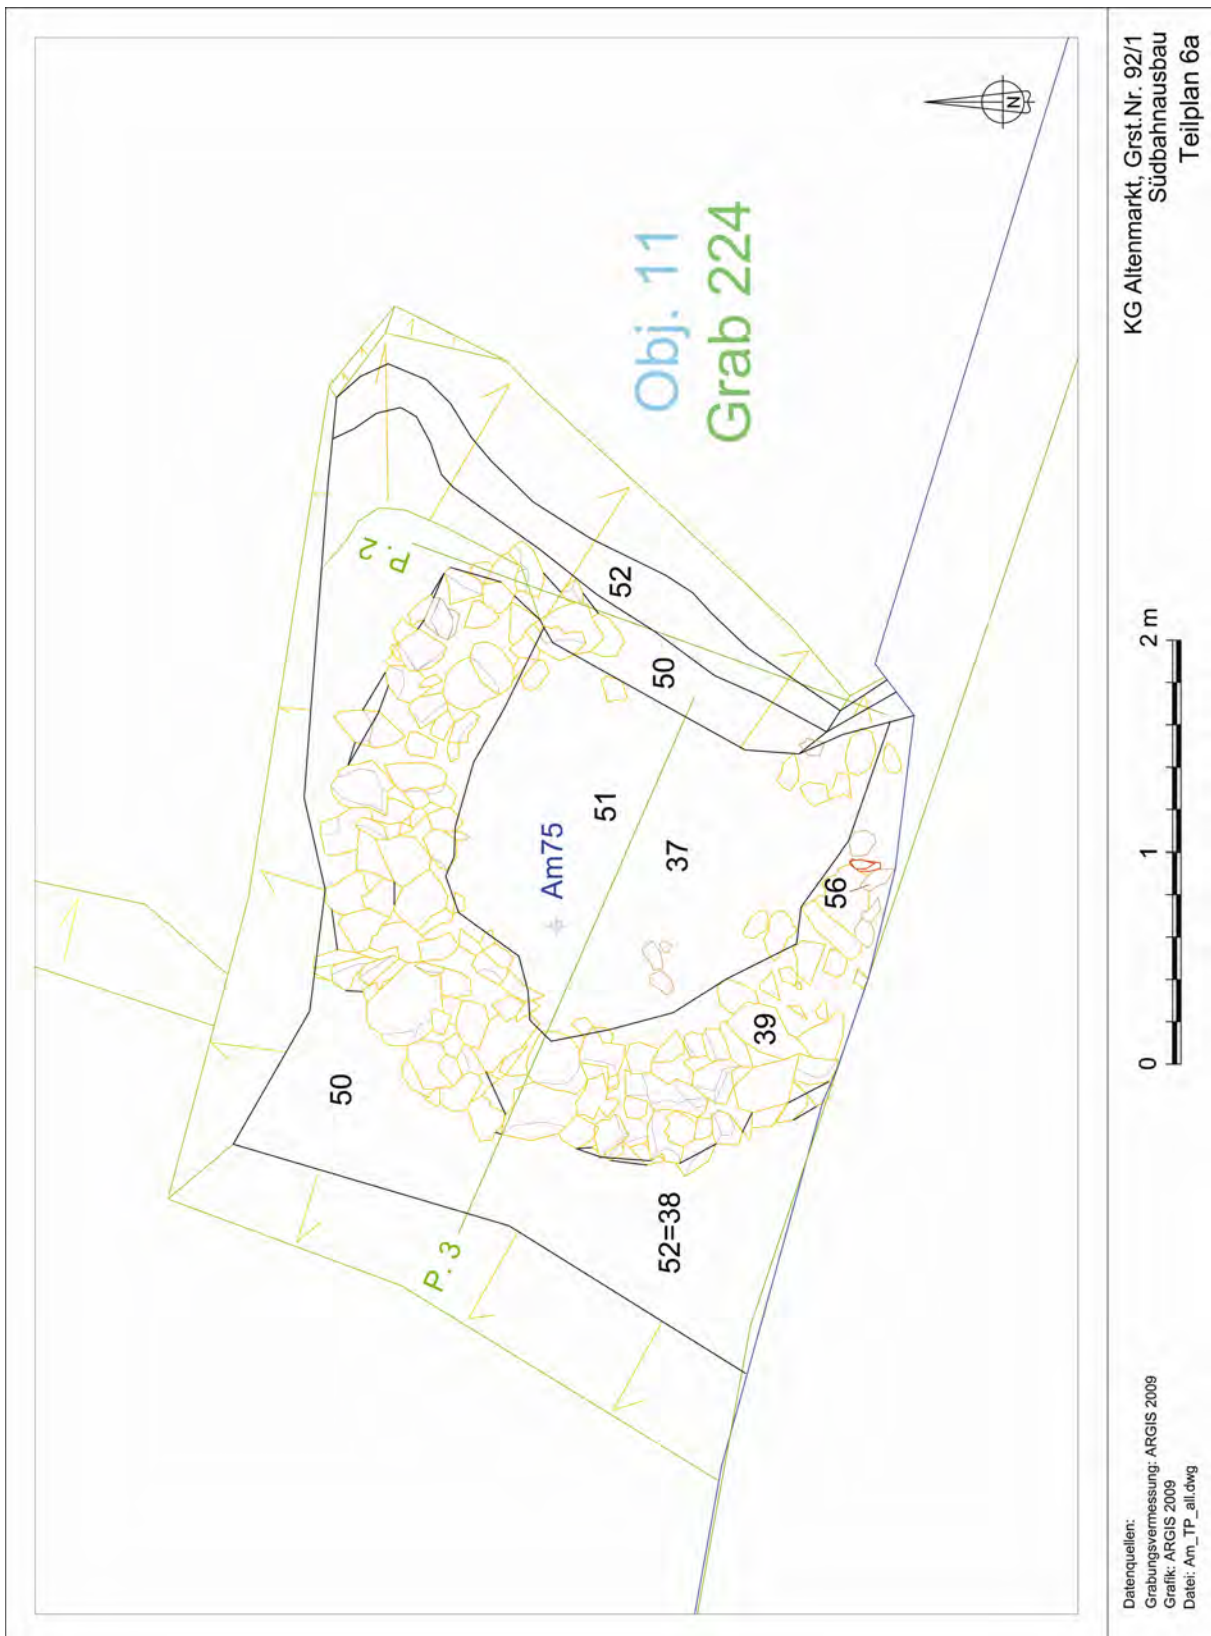 N
Obj. 11
Grab 224
P. 2
52
50
51
Am75
37
56
39
50
52=38
P. 3
0 1 2 m
Datenquellen:
Grabungsvermessung: ARGIS 2009
Grafik: ARGIS 2009
Datei: Am_TP_all.dwg
KG Altenmarkt, Grst.Nr. 92/1
Südbahnausbau
Teilplan 6a